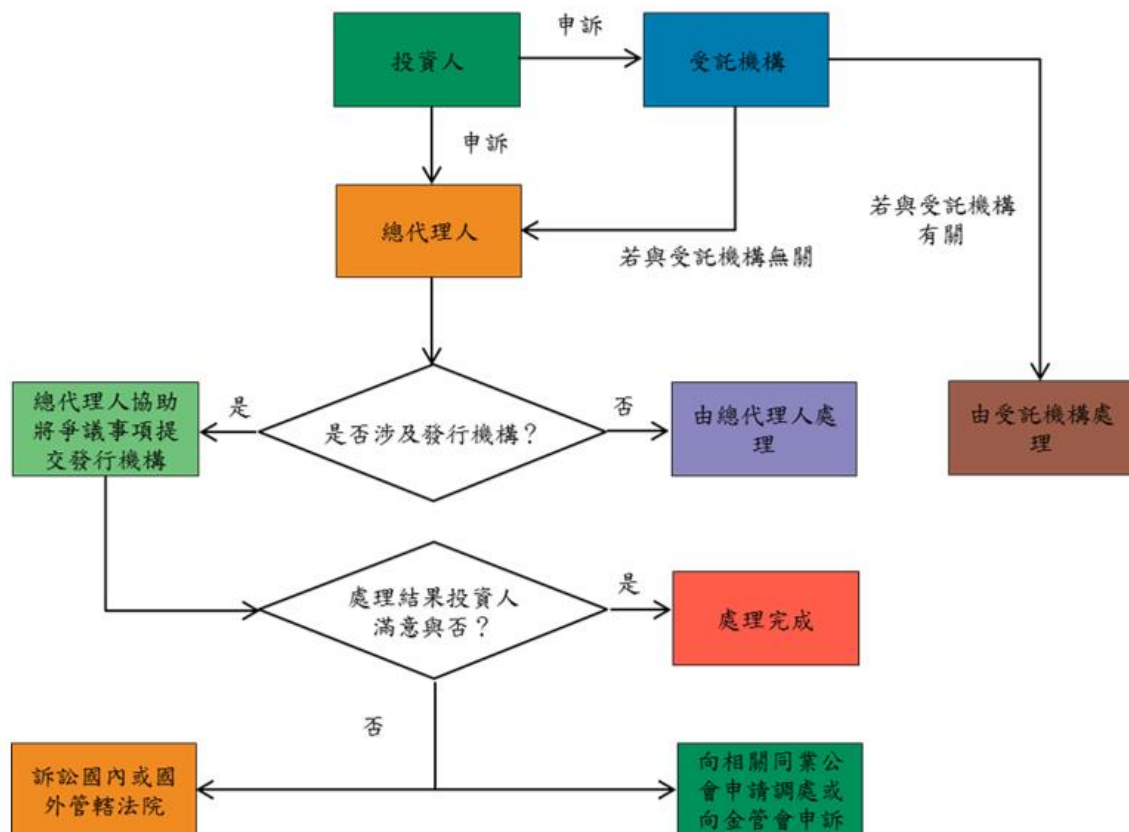 申訴
投資人
受託機構
申訴
總代理人
若與受託機構無關
若與受託機構
有關
總代理人協助
將爭議事項提
交發行機構
是
是否涉及發行機構？
否
由總代理人處
理
由受託機構處
理
處理結果投資人
滿意與否？
是
處理完成
否
訴訟國內或國
外管轄法院
向相關同業公
會申請調處或
向金管會申訴